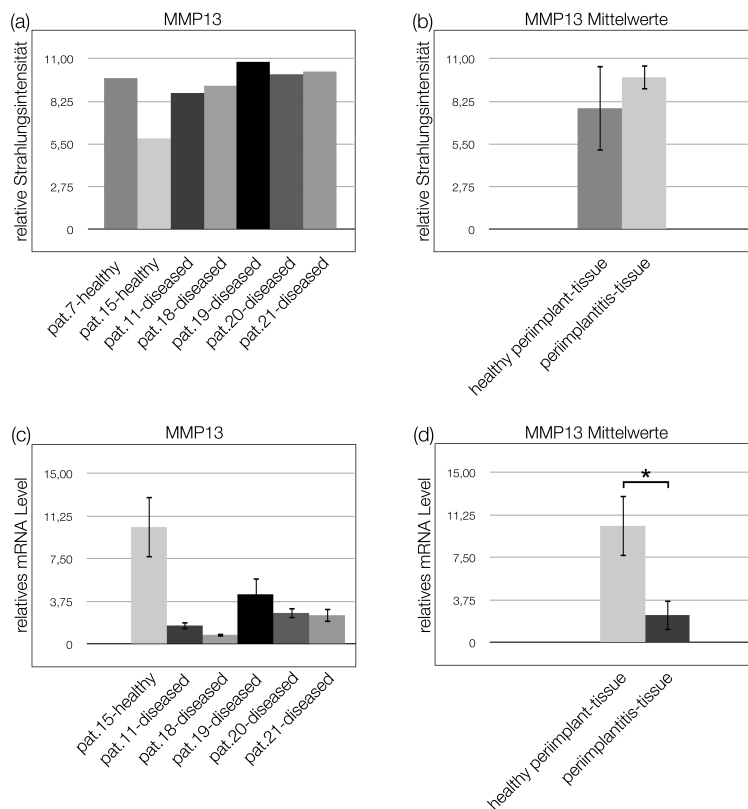 (a)
MMP13
relative Strahlungsintensität
11,00
8,25
5,50
2,75
0
pat.7-healthy
pat.15-healthy
pat.11-diseased
pat.18-diseased
pat.19-diseased
pat.20-diseased
pat.21-diseased
(b)
MMP13 Mittelwerte
relative Strahlungsintensität
11,00
8,25
5,50
2,75
0
healthy periimplant-tissue
periimplantitis-tissue
(c)
MMP13
relatives mRNA Level
15,00
11,25
7,50
3,75
0
pat.15-healthy
pat.11-diseased
pat.18-diseased
pat.19-diseased
pat.20-diseased
pat.21-diseased
(d)
MMP13 Mittelwerte
relatives mRNA Level
15,00
11,25
7,50
3,75
0
*
healthy periimplant-tissue
periimplantitis-tissue